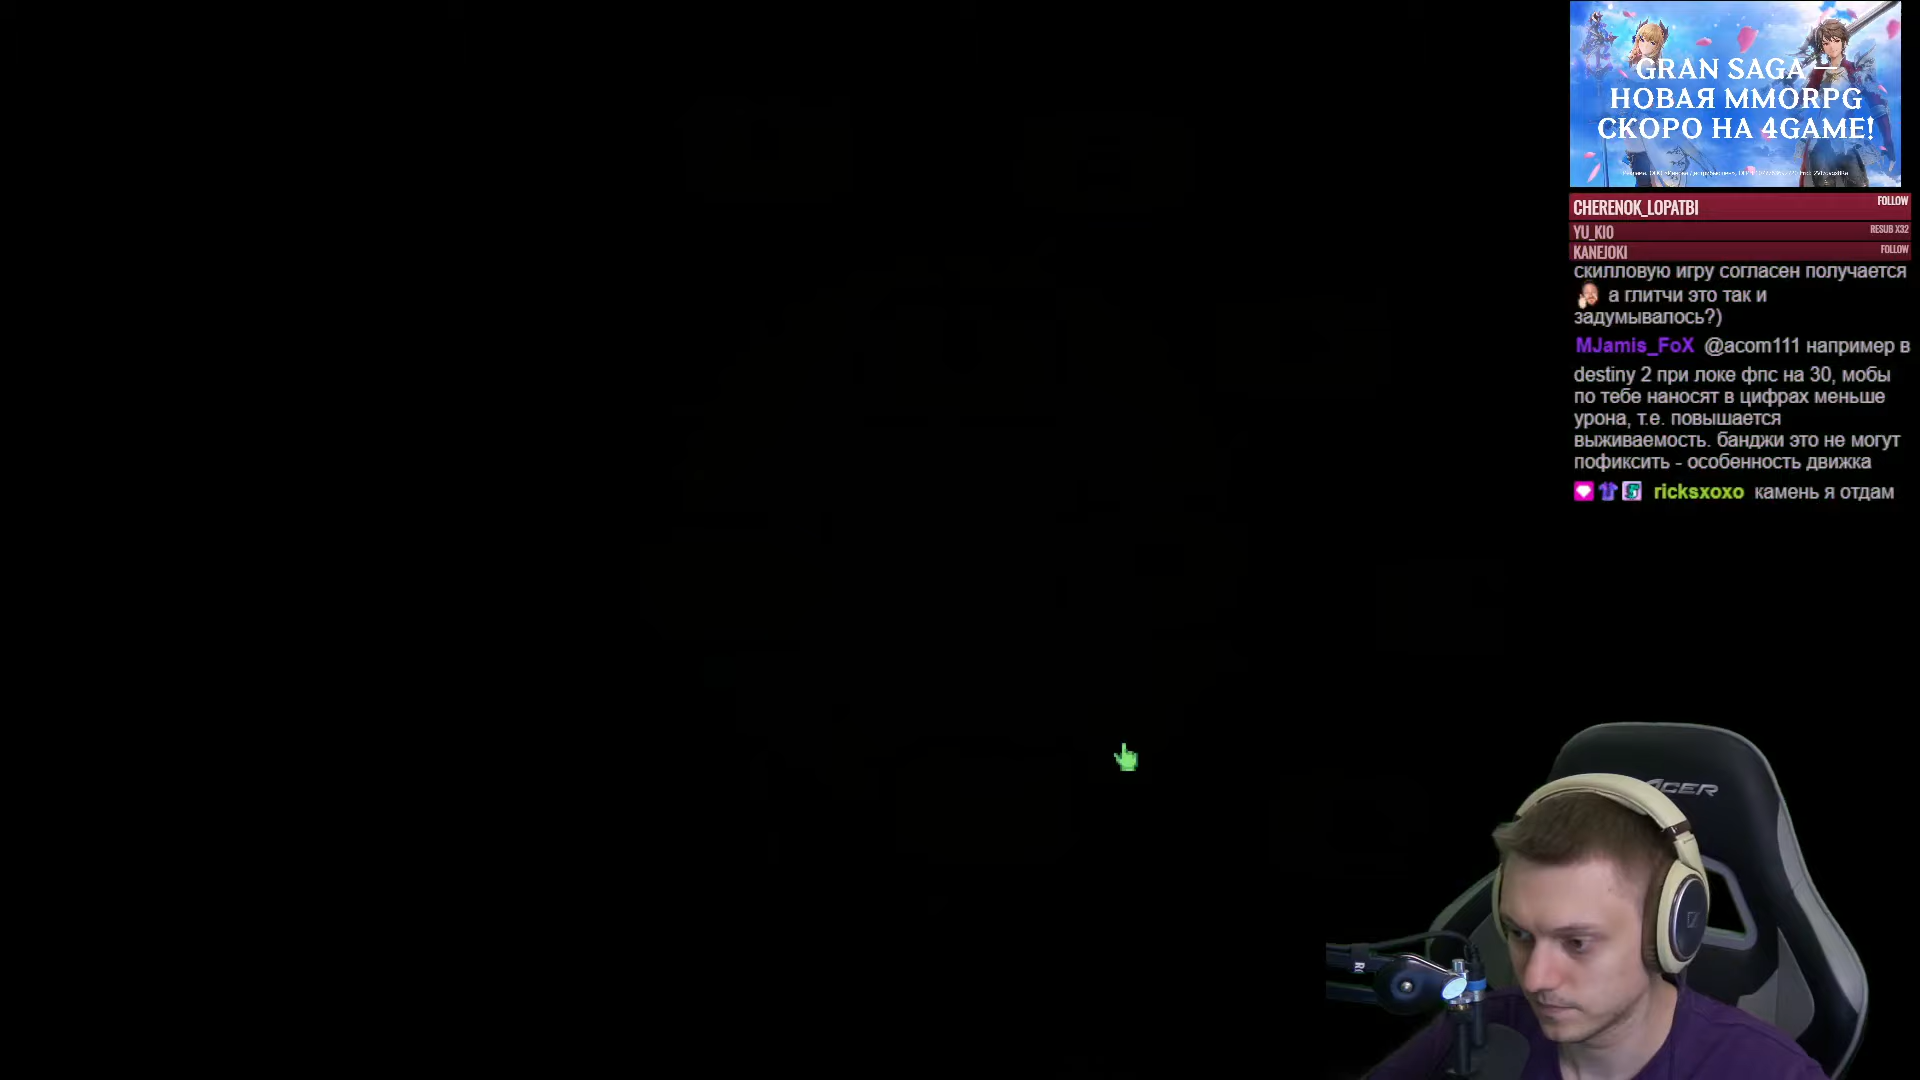 GRAN SAGA —
НОВАЯ MMORPG
СКОРО НА 4GAME!
CHERENOK_LOPATBI FOLLOW
YU_KIO RESUB X32
KANEJOKI FOLLOW
скилловую игру согласен получается
а глитчи это так и
задумывалось?)
MJamis_FoX @acom111 например в
destiny 2 при локе фпс на 30, мобы
по тебе наносят в цифрах меньше
урона, т.е. повышается
выживаемость. банджи это не могут
пофиксить - особенность движка
ricksxoxo камень я отдам